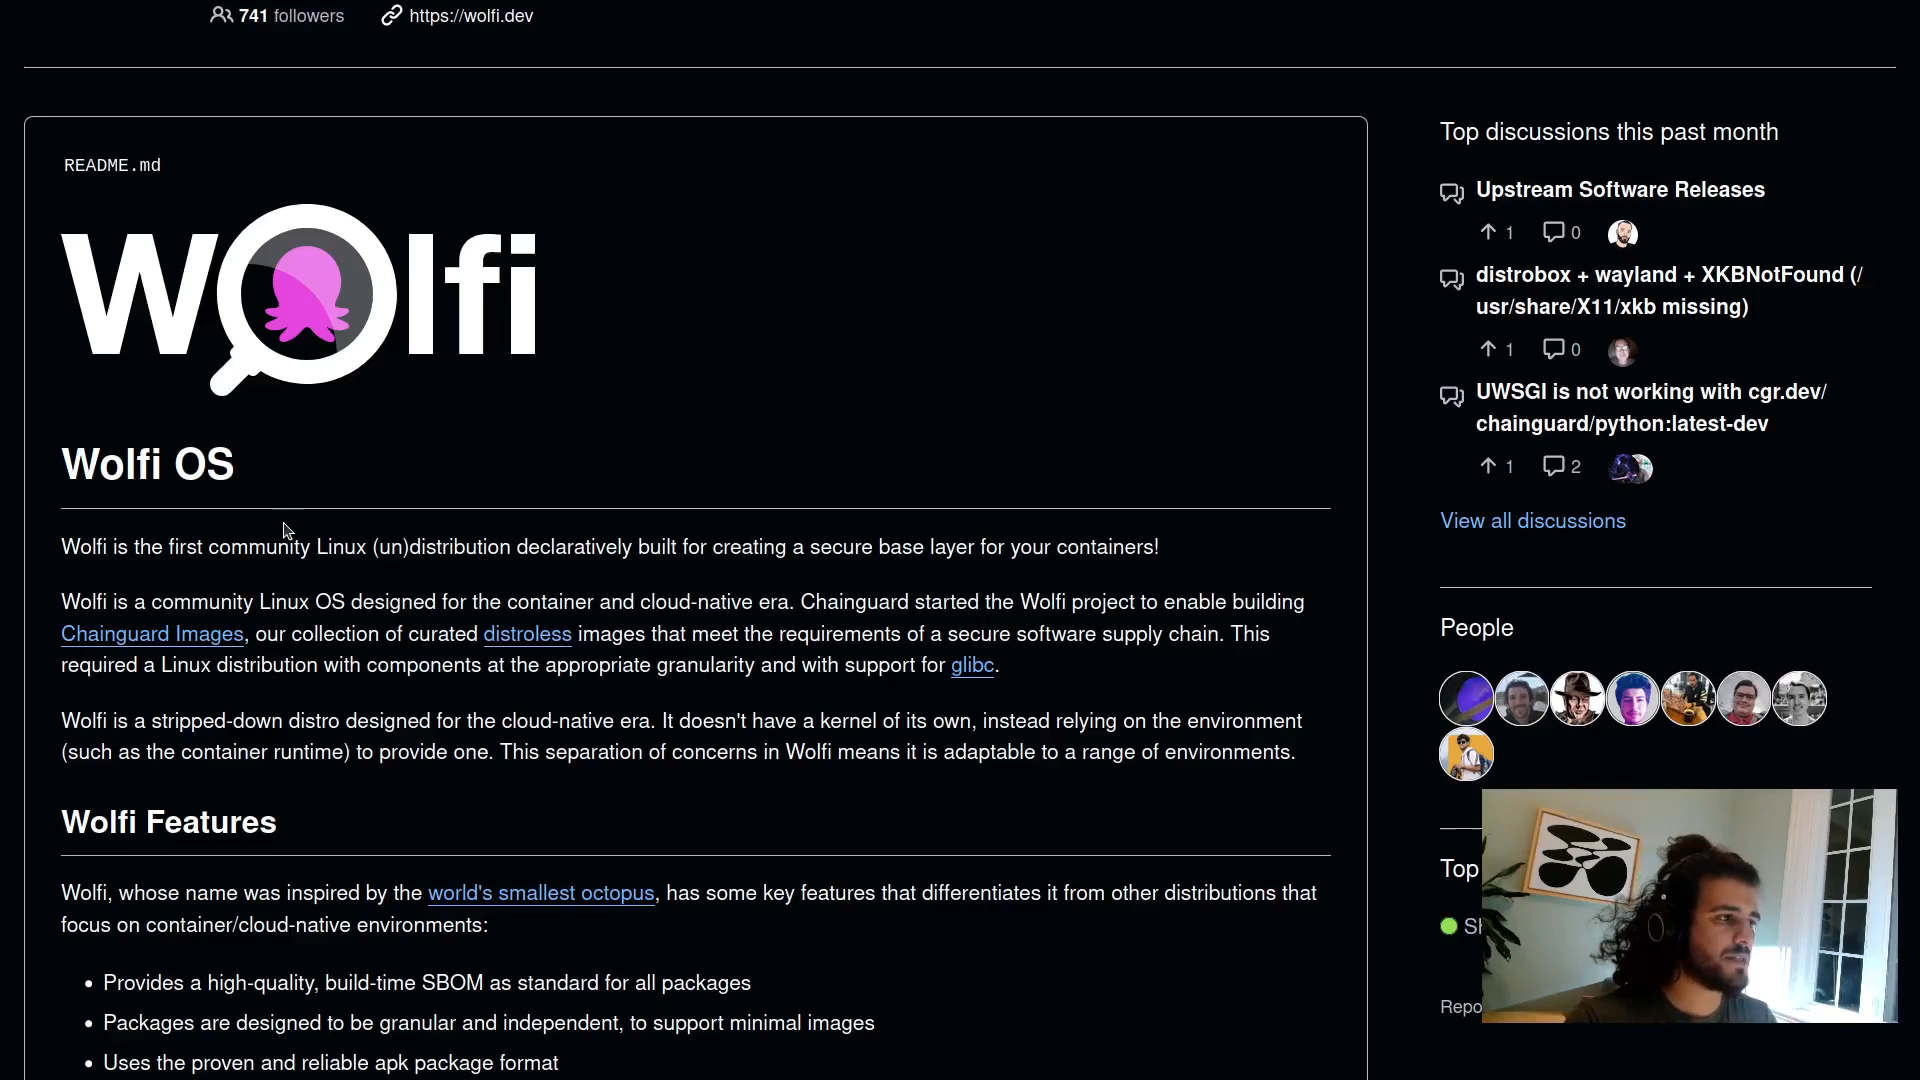 741 followers https://wolfi.dev
README.md
Wolfi
Wolfi OS
Wolfi is the first community Linux (un)distribution declaratively built for creating a secure base layer for your containers!
Wolfi is a community Linux OS designed for the container and cloud-native era. Chainguard started the Wolfi project to enable building
Chainguard Images, our collection of curated distroless images that meet the requirements of a secure software supply chain. This
required a Linux distribution with components at the appropriate granularity and with support for glibc.
Wolfi is a stripped-down distro designed for the cloud-native era. It doesn't have a kernel of its own, instead relying on the environment
(such as the container runtime) to provide one. This separation of concerns in Wolfi means it is adaptable to a range of environments.
Wolfi Features
Wolfi, whose name was inspired by the world's smallest octopus, has some key features that differentiates it from other distributions that
focus on container/cloud-native environments:
• Provides a high-quality, build-time SBOM as standard for all packages
• Packages are designed to be granular and independent, to support minimal images
• Uses the proven and reliable apk package format
Top discussions this past month
Upstream Software Releases
1 0
distrobox + wayland + XKBNotFound (/
usr/share/X11/xkb missing)
1 0
UWSGI is not working with cgr.dev/
chainguard/python:latest-dev
1 2
View all discussions
People
Top
Repo